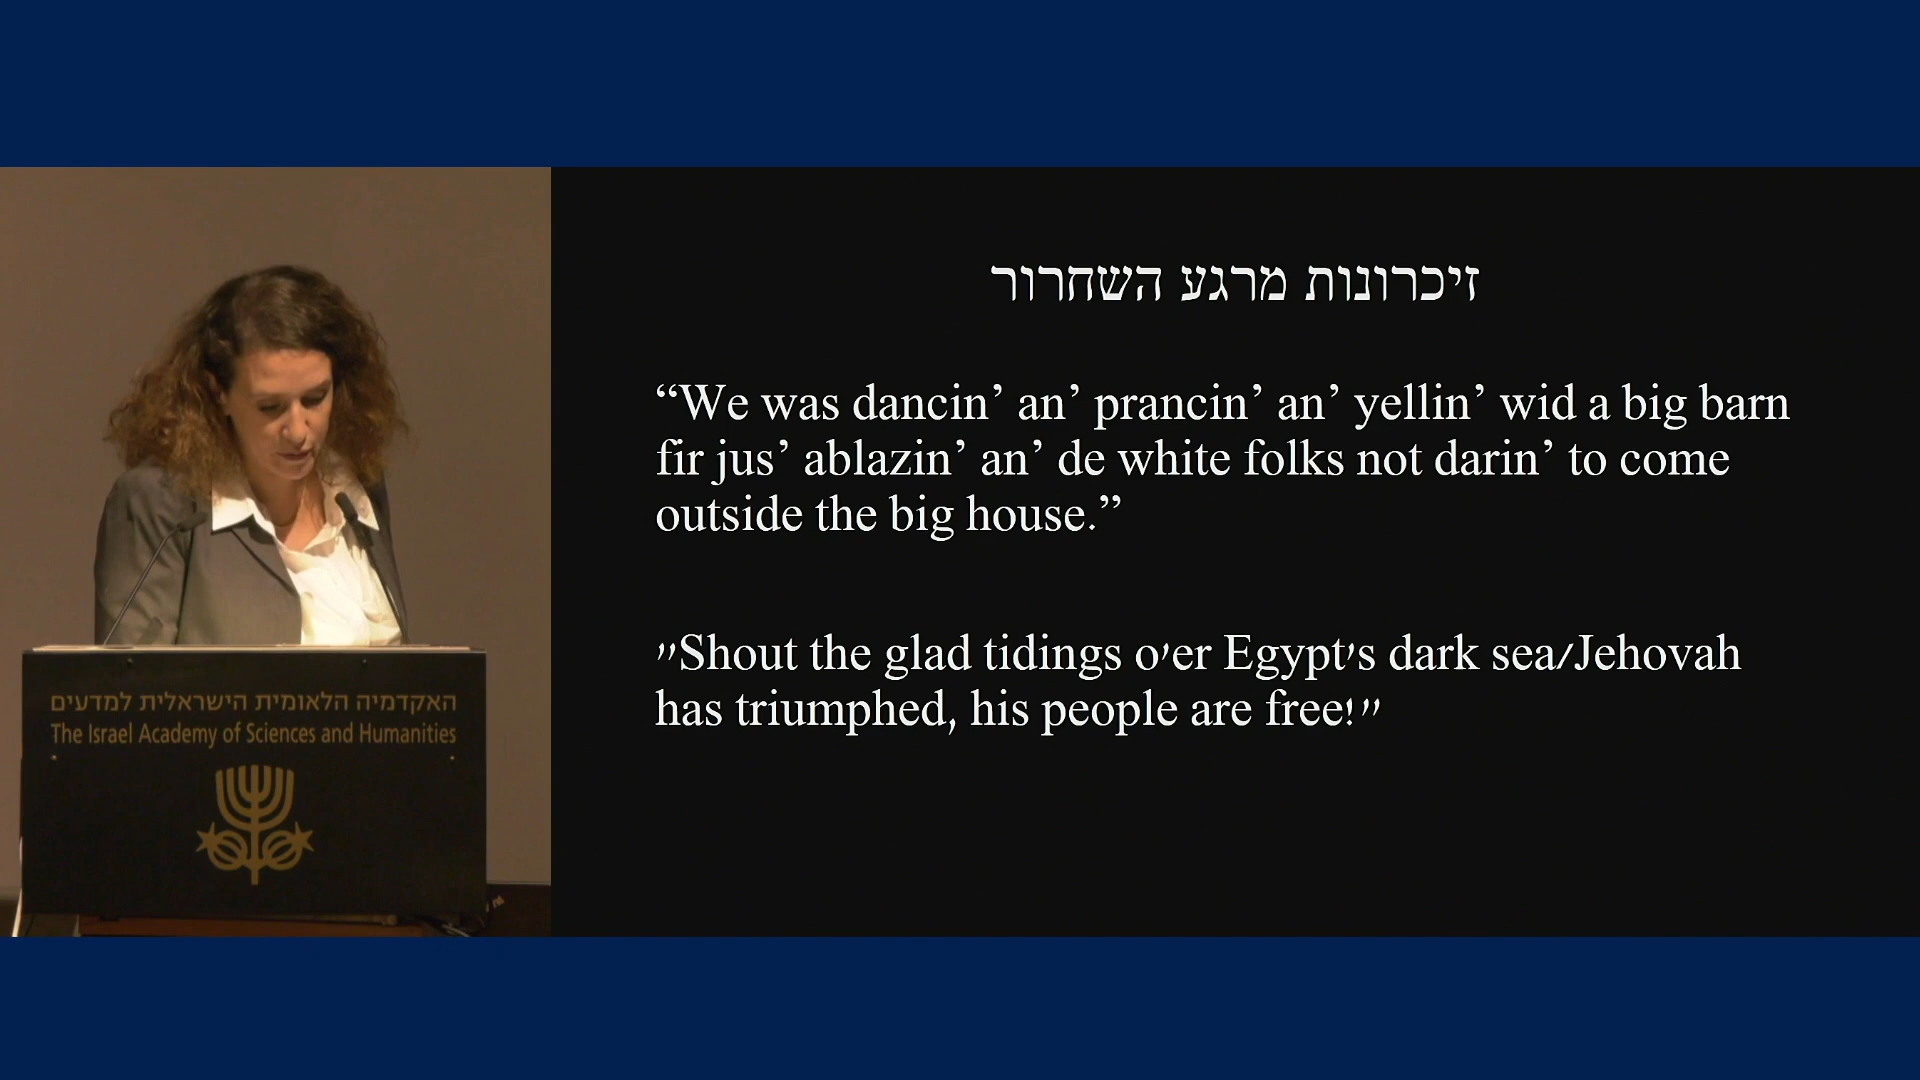 זיכרונות מרגע השחרור
“We was dancin’ an’ prancin’ an’ yellin’ wid a big barn
fir jus’ ablazin’ an’ de white folks not darin’ to come
outside the big house.”
"Shout the glad tidings o'er Egypt's dark sea/Jehovah
has triumphed, his people are free!"
האקדמיה הלאומית הישראלית למדעים
The Israel Academy of Sciences and Humanities